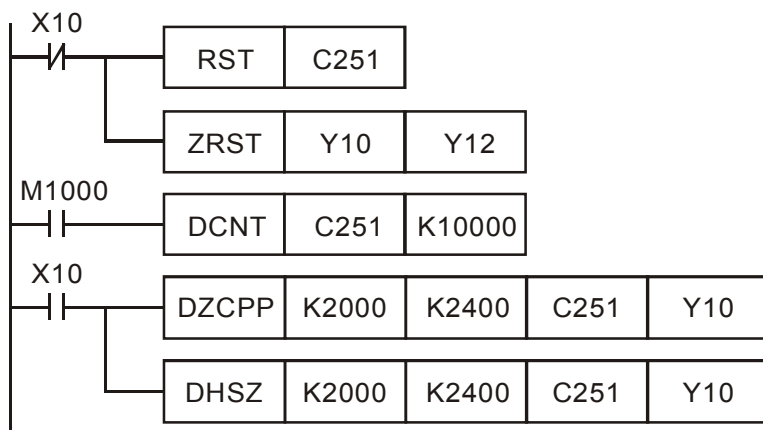 X10
RST C251
ZRST Y10 Y12
M1000
DCNT C251 K10000
X10
DZCPP K2000 K2400 C251 Y10
DHSZ K2000 K2400 C251 Y10